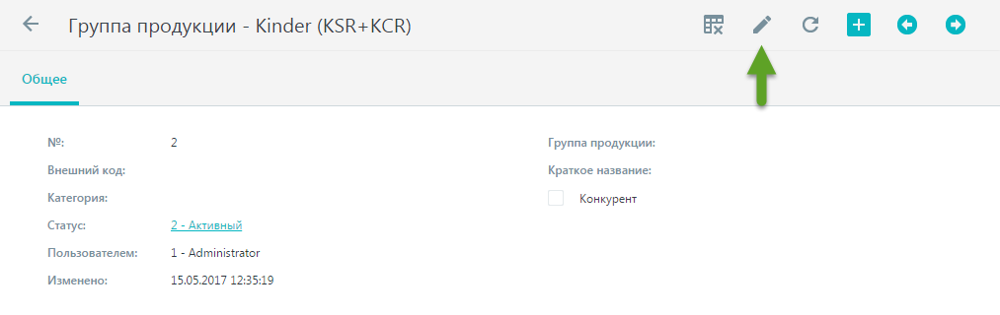 Группа продукции - Kinder (KSR+KCR)
Общее
№: 2
Внешний код:
Категория:
Статус: 2 - Активный
Пользователем: 1 - Administrator
Изменено: 15.05.2017 12:35:19
Группа продукции:
Краткое название:
Конкурент